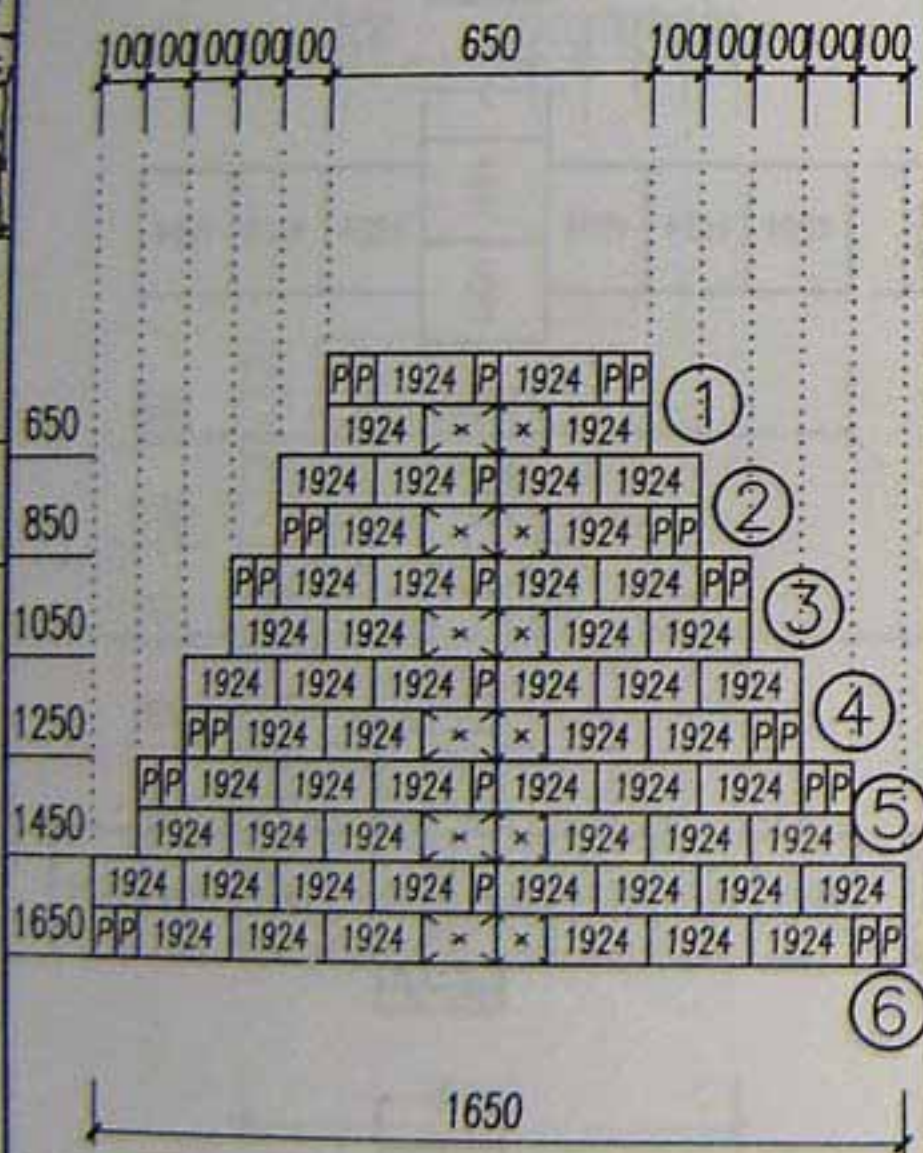 100 100 100 100 100 650 100 100 100 100 100
P P 1924 P 1924 P P
①
650 1924 × × 1924
1924 1924 P 1924 1924
②
850 P P 1924 × × 1924 P P
P P 1924 1924 P 1924 1924 P P
③
1050 1924 1924 × × 1924 1924
1924 1924 1924 P 1924 1924 1924
④
1250 P P 1924 1924 × × 1924 1924 P P
P P 1924 1924 1924 P 1924 1924 1924 P P
⑤
1450 1924 1924 1924 × × 1924 1924 1924
1924 1924 1924 1924 P 1924 1924 1924 1924
1650 P P 1924 1924 1924 × × 1924 1924 1924 P P
⑥
1650